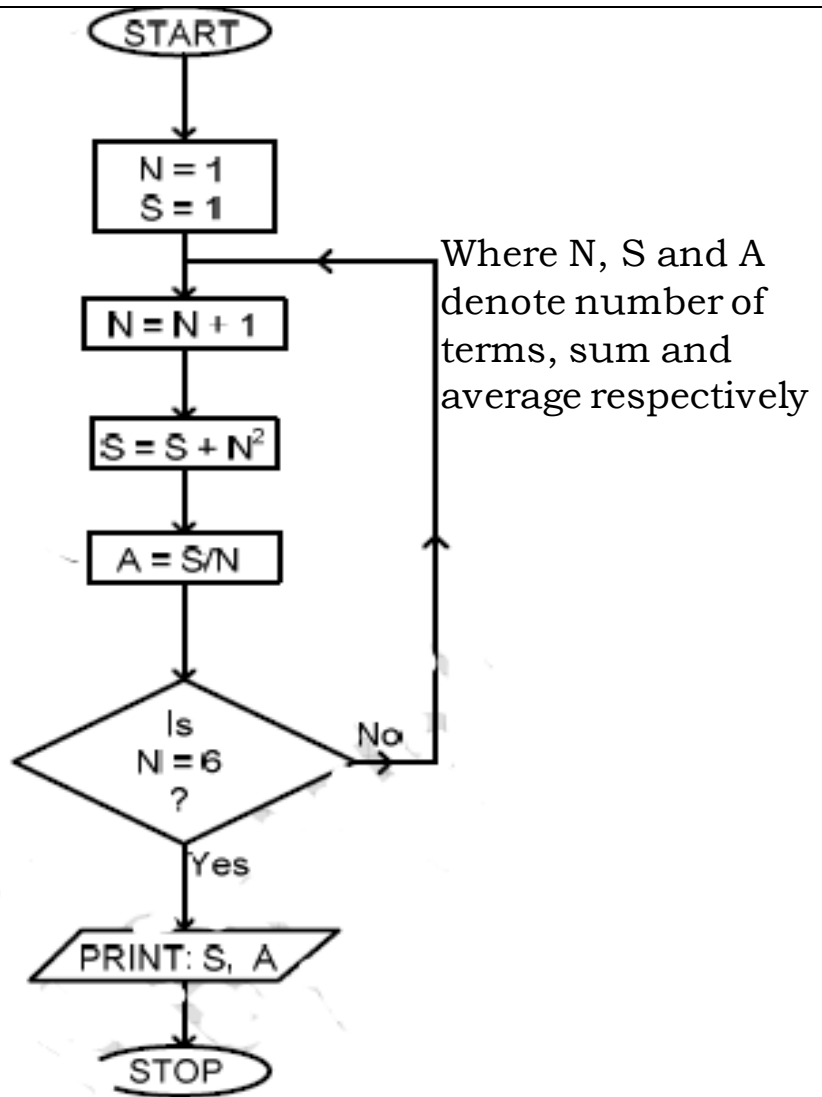 START
N = 1
S = 1
Where N, S and A
denote number of
terms, sum and
average respectively
N = N + 1
S = S + N²
A = S/N
Is
N = 6
?
No
Yes
PRINT: S, A
STOP